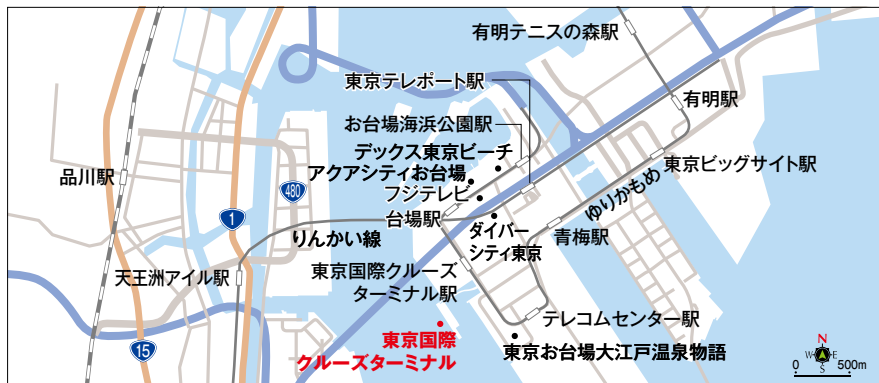 有明テニスの森駅
東京テレポート駅
有明駅
お台場海浜公園駅
デックス東京ビーチ
アクアシティお台場
東京ビッグサイト駅
品川駅
480
フジテレビ
ゆりかもめ
1
台場駅
ダイバー
シティ東京
青梅駅
りんかい線
天王洲アイル駅
東京国際クルーズ
ターミナル駅
テレコムセンター駅
東京国際
クルーズターミナル
東京お台場大江戸温泉物語
15
N
W
E
S
0 500m